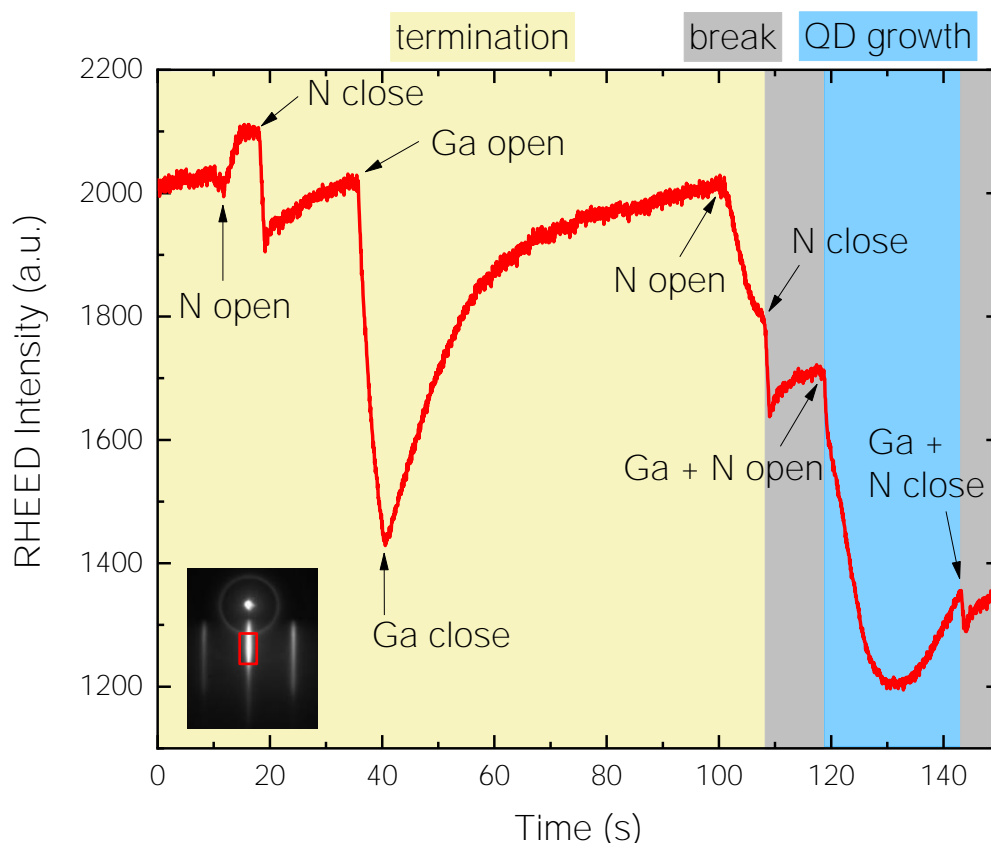 termination
break
QD growth
2200
2000
1800
1600
1400
1200
RHEED Intensity (a.u.)
N close
Ga open
N open
N open
N close
Ga close
Ga + N open
Ga +
N close
0
20
40
60
80
100
120
140
Time (s)